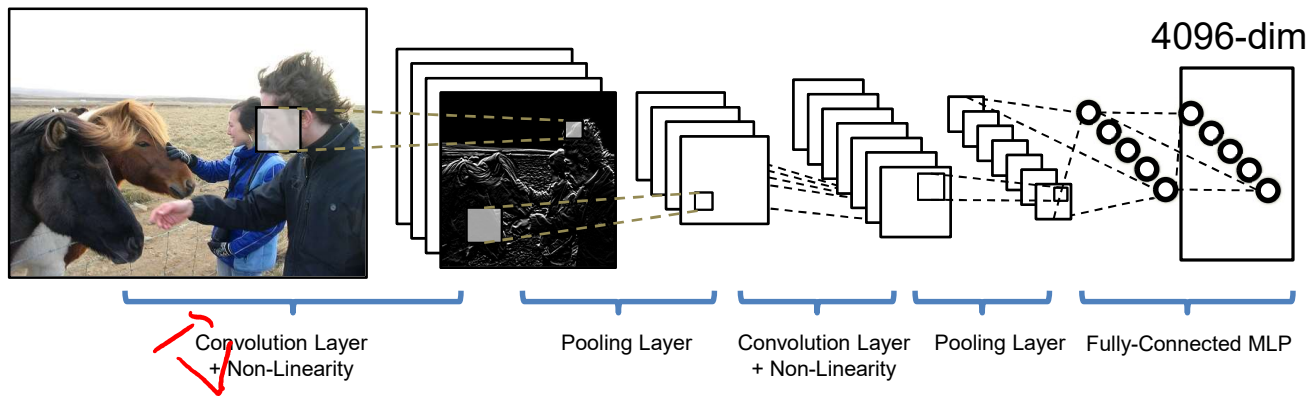 4096-dim
Convolution Layer
+ Non-Linearity
Pooling Layer
Convolution Layer
+ Non-Linearity
Pooling Layer
Fully-Connected MLP